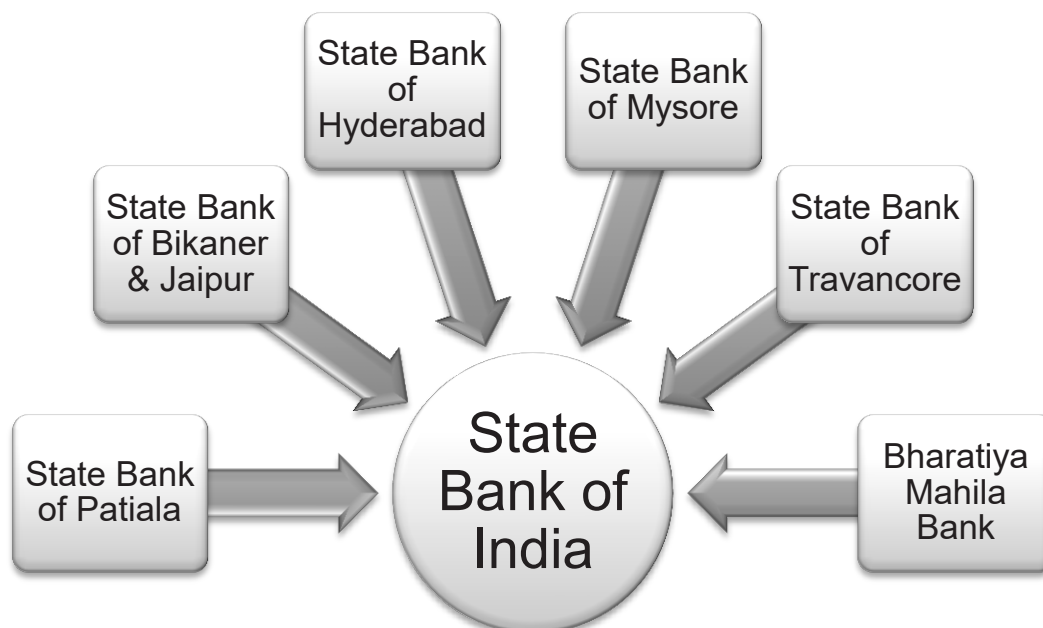 State Bank
of
Hyderabad
State Bank
of Mysore
State Bank
of Bikaner
& Jaipur
State Bank
of
Travancore
State Bank
of Patiala
State
Bank of
India
Bharatiya
Mahila
Bank